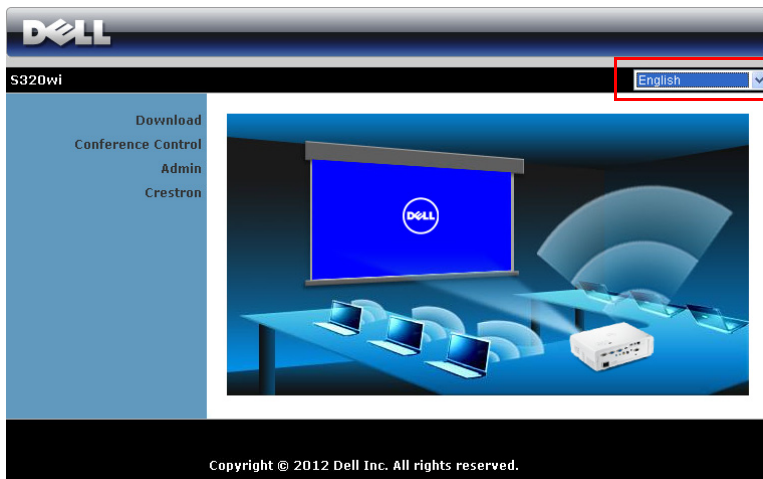 DELL
S320wi
English
Download
Conference Control
Admin
Crestron
DELL
Copyright © 2012 Dell Inc. All rights reserved.